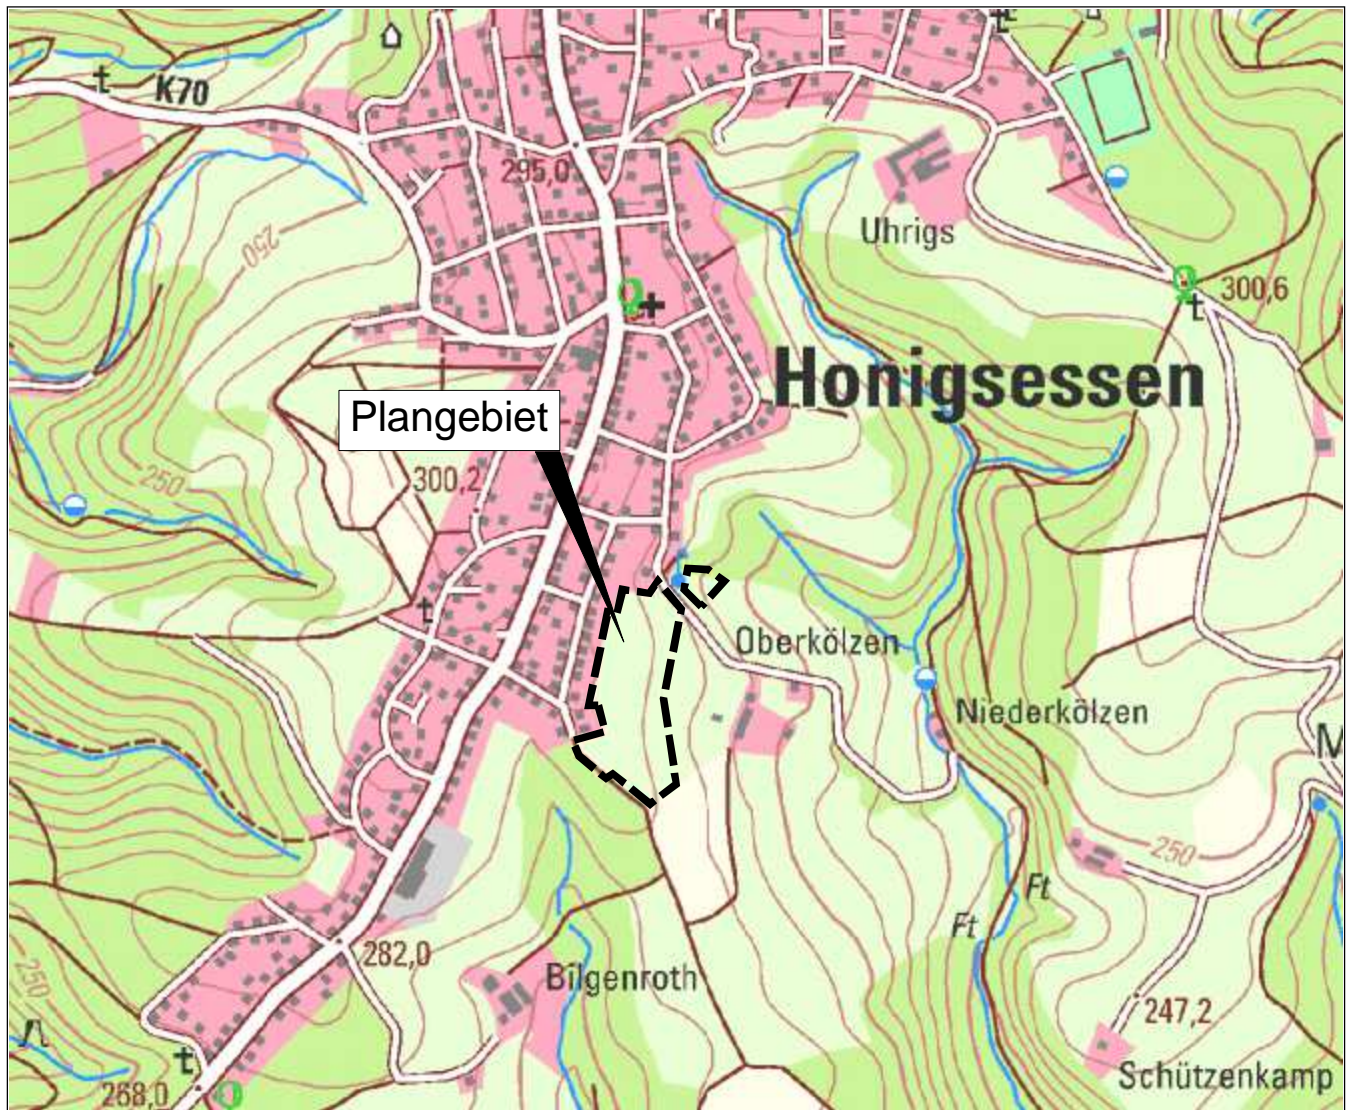 K70
295,0
250
Uhrigs
300,6
Honigsessen
Plangebiet
300,2
250
Oberkölzen
Niederkölzen
M
250
Ft
Ft
282,0
Bilgenroth
250
247,2
Schützenkamp
268,0